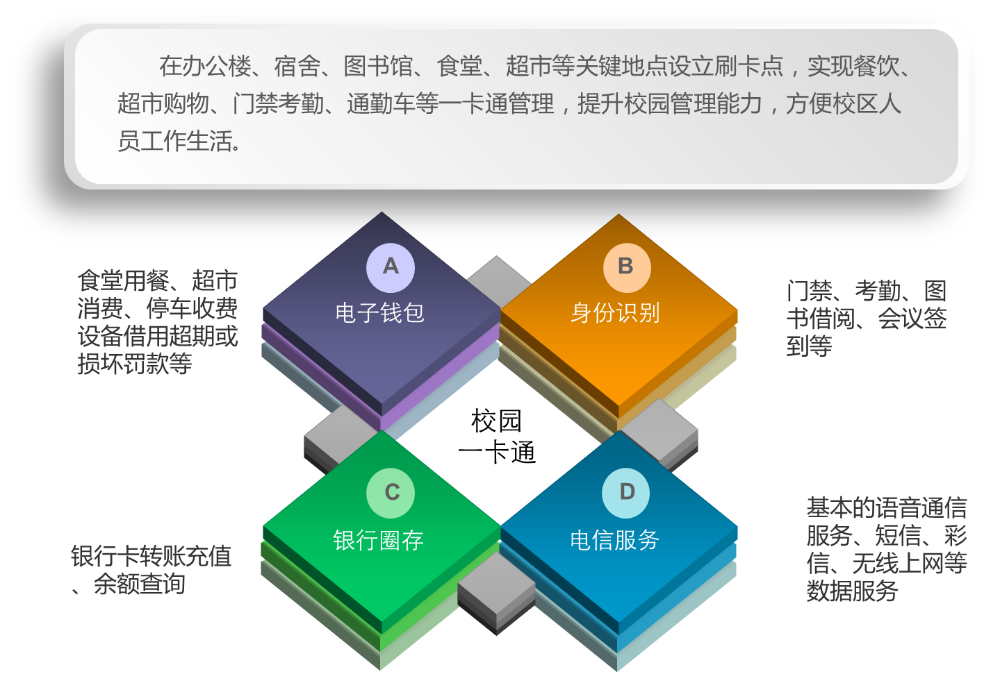 在办公楼、宿舍、图书馆、食堂、超市等关键地点设立刷卡点，实现餐饮、
超市购物、门禁考勤、通勤车等一卡通管理，提升校园管理能力，方便校区人
员工作生活。
A
电子钱包
食堂用餐、超市
消费、停车收费
设备借用超期或
损坏罚款等
B
身份识别
门禁、考勤、图
书借阅、会议签
到等
校园
一卡通
C
银行圈存
银行卡转账充值
、余额查询
D
电信服务
基本的语音通信
服务、短信、彩
信、无线上网等
数据服务